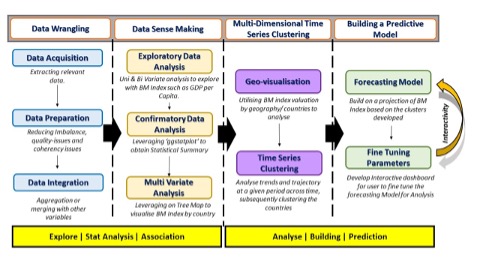 Data Wrangling
Data Acquisition
Extracting relevant
data.
Data Preparation
Reducing Imbalance,
quality-issues and
coherency issues
Data Integration
Aggregation or
merging with other
variables
Data Sense Making
Exploratory Data
Analysis
Uni & Bi Variate analysis to explore
with BM Index such as GDP per
Capita.
Confirmatory Data
Analysis
Leveraging 'ggstatplot' to
obtain Statistical Summary
Multi Variate
Analysis
Leveraging on Tree Map to
visualise BM Index by country
Explore | Stat Analysis | Association
Multi-Dimensional Time
Series Clustering
Geo-visualisation
Utilising BM index valuation
by geography/ countries to
analyse
Time Series
Clustering
Analyse trends and trajectory
at a given period across time,
subsequently clustering the
countries
Building a Predictive
Model
Forecasting Model
Build on a projection of BM
Index based on the clusters
developed
Fine Tuning
Parameters
Develop Interactive dashboard
for user to fine tune the
forecasting Model for Analysis
Interactivity
Analyse | Building | Prediction